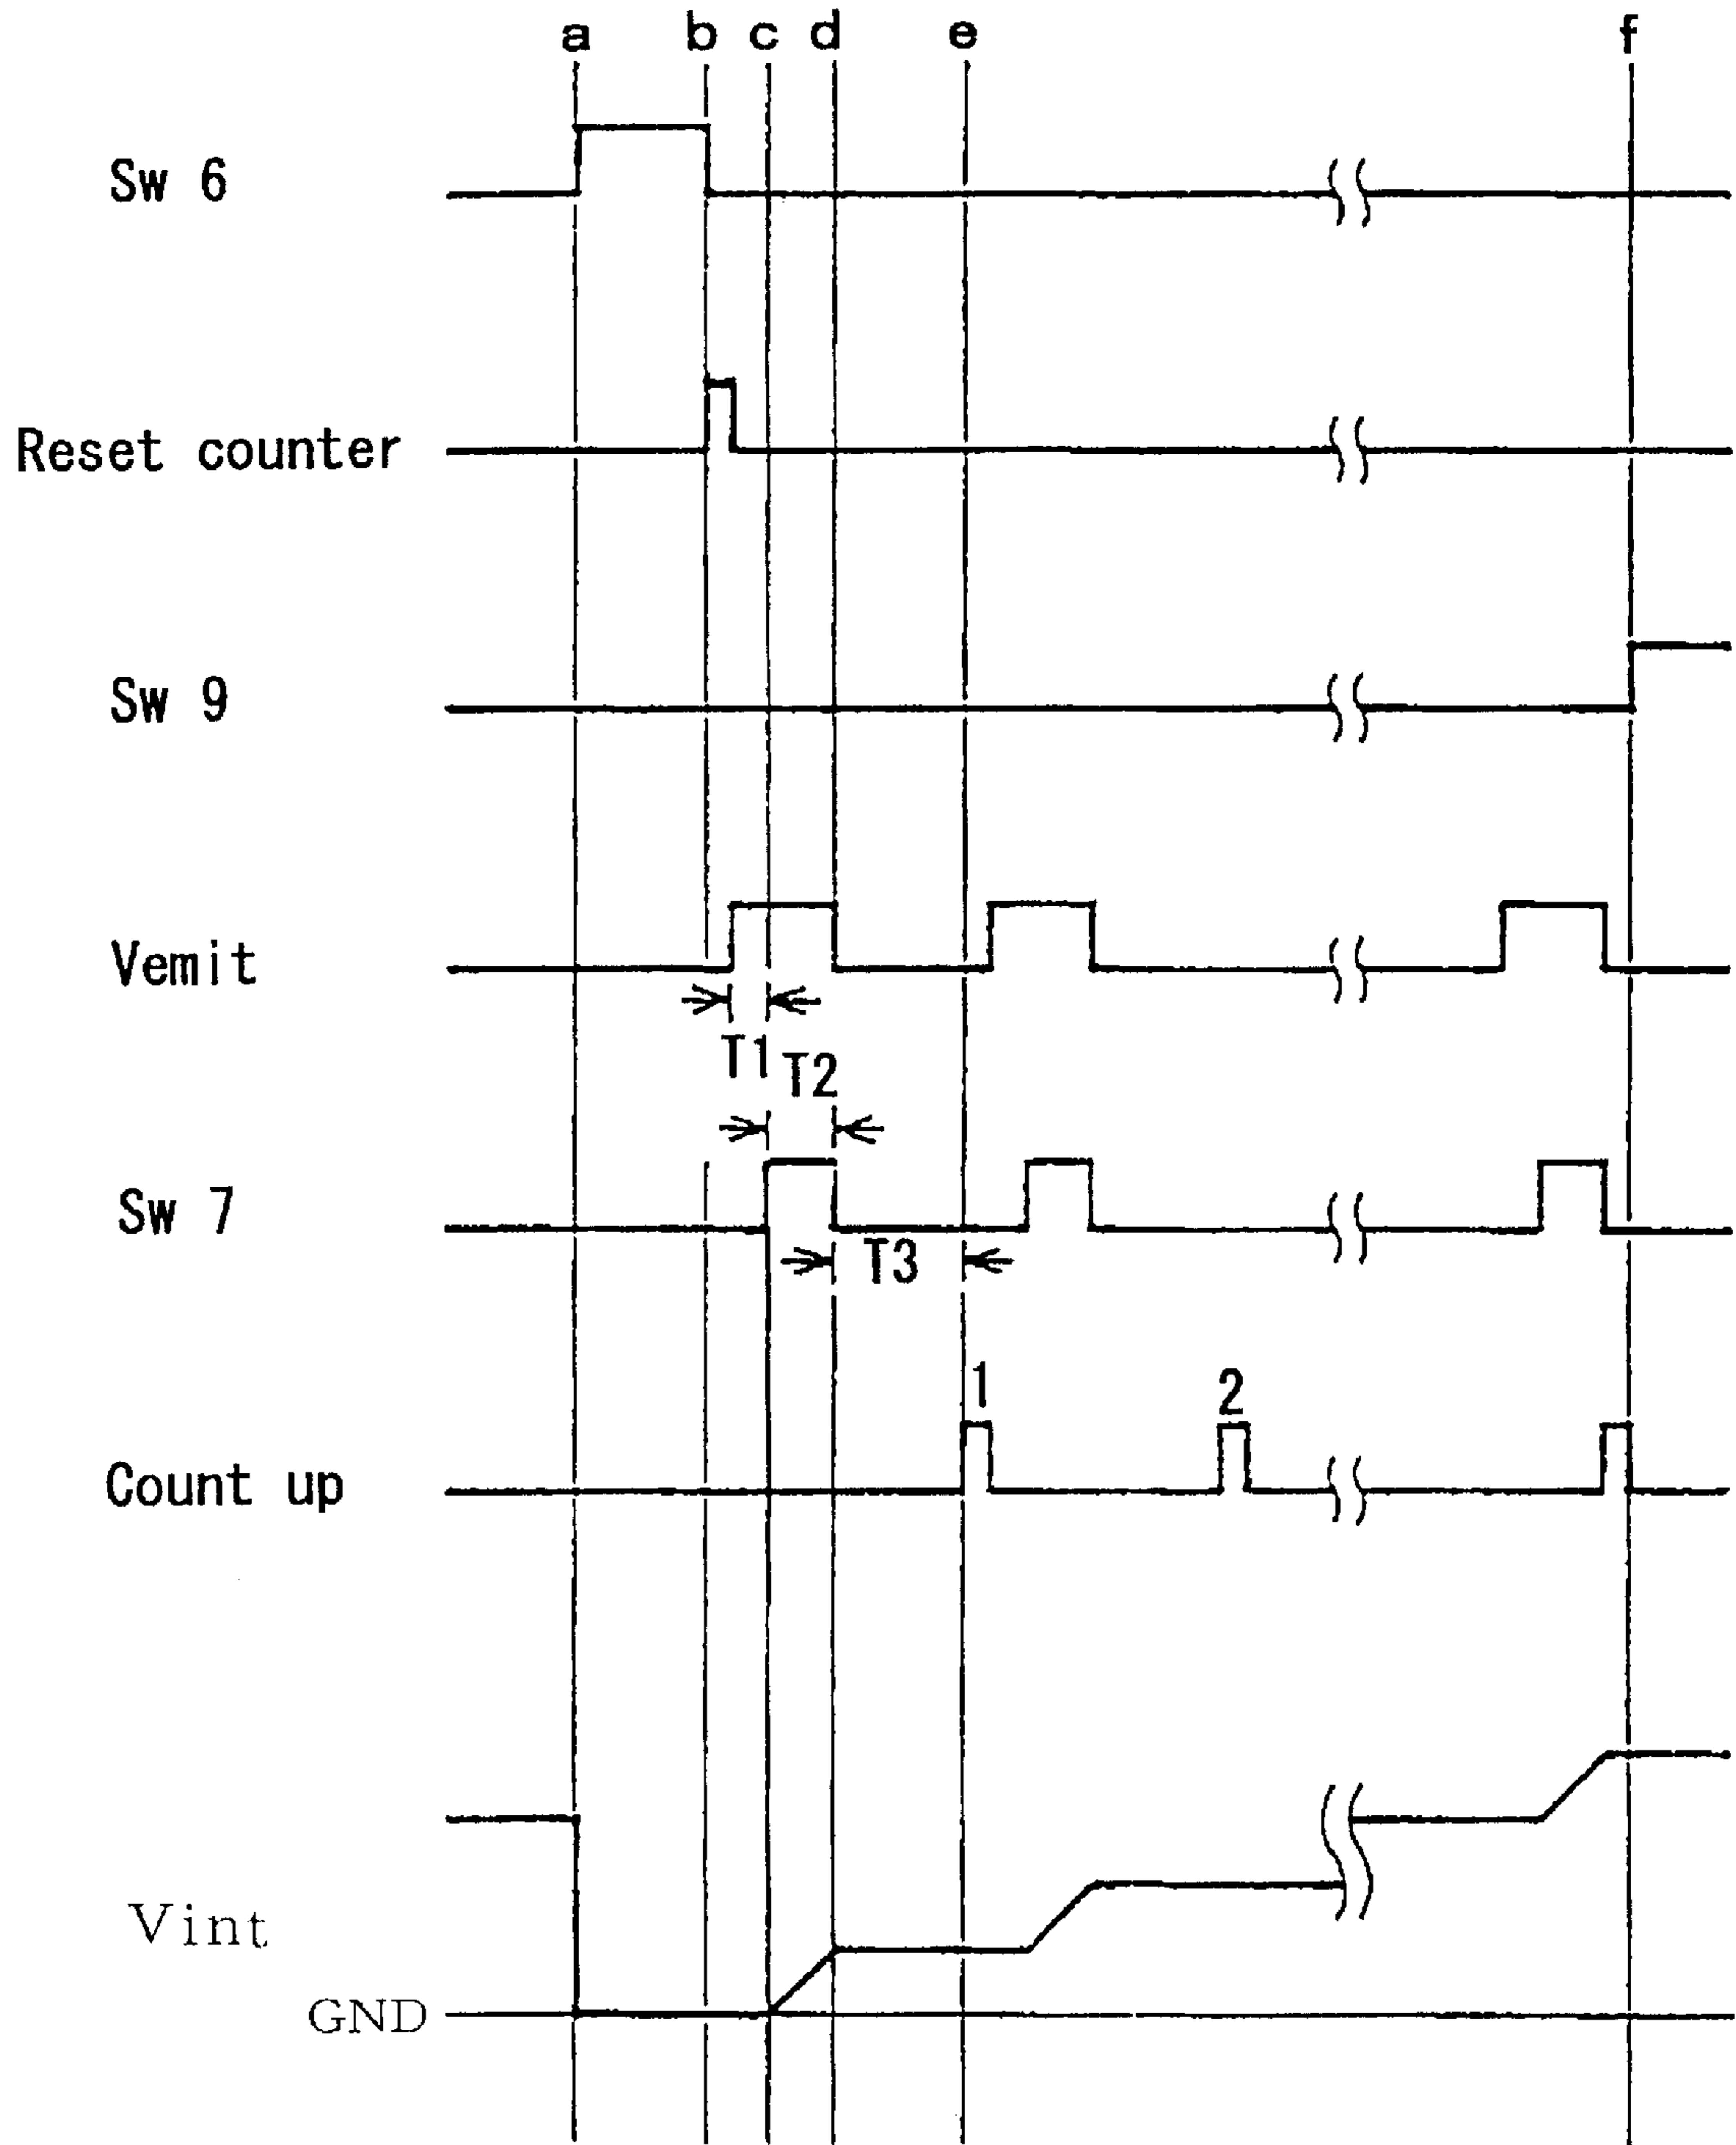 a b c d e f
Sw 6
Reset counter
Sw 9
Vemit
T1
T2
Sw 7
T3
1
2
Count up
Vint
GND